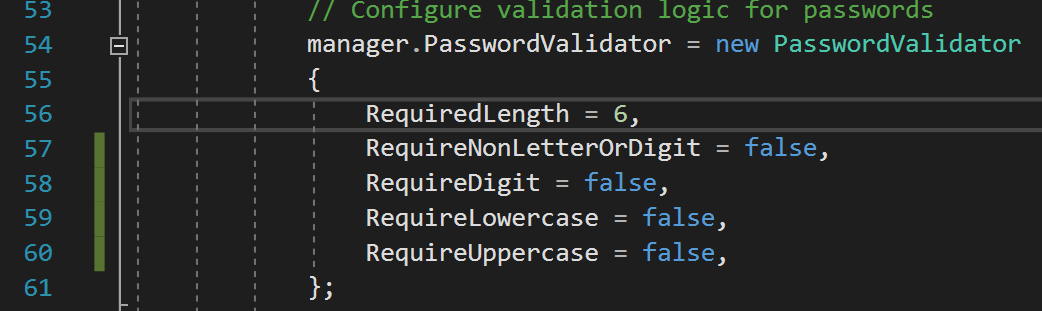 53 // Configure validation logic for passwords
54 manager.PasswordValidator = new PasswordValidator
55 {
56 RequiredLength = 6,
57 RequireNonLetterOrDigit = false,
58 RequireDigit = false,
59 RequireLowercase = false,
60 RequireUppercase = false,
61 };